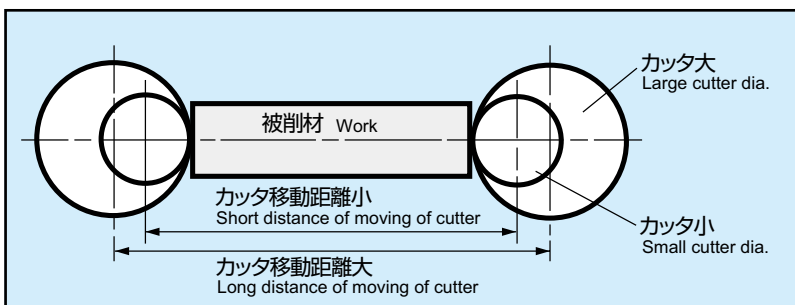 カッタ大
Large cutter dia.
被削材 Work
カッタ移動距離小
Short distance of moving of cutter
カッタ小
Small cutter dia.
カッタ移動距離大
Long distance of moving of cutter